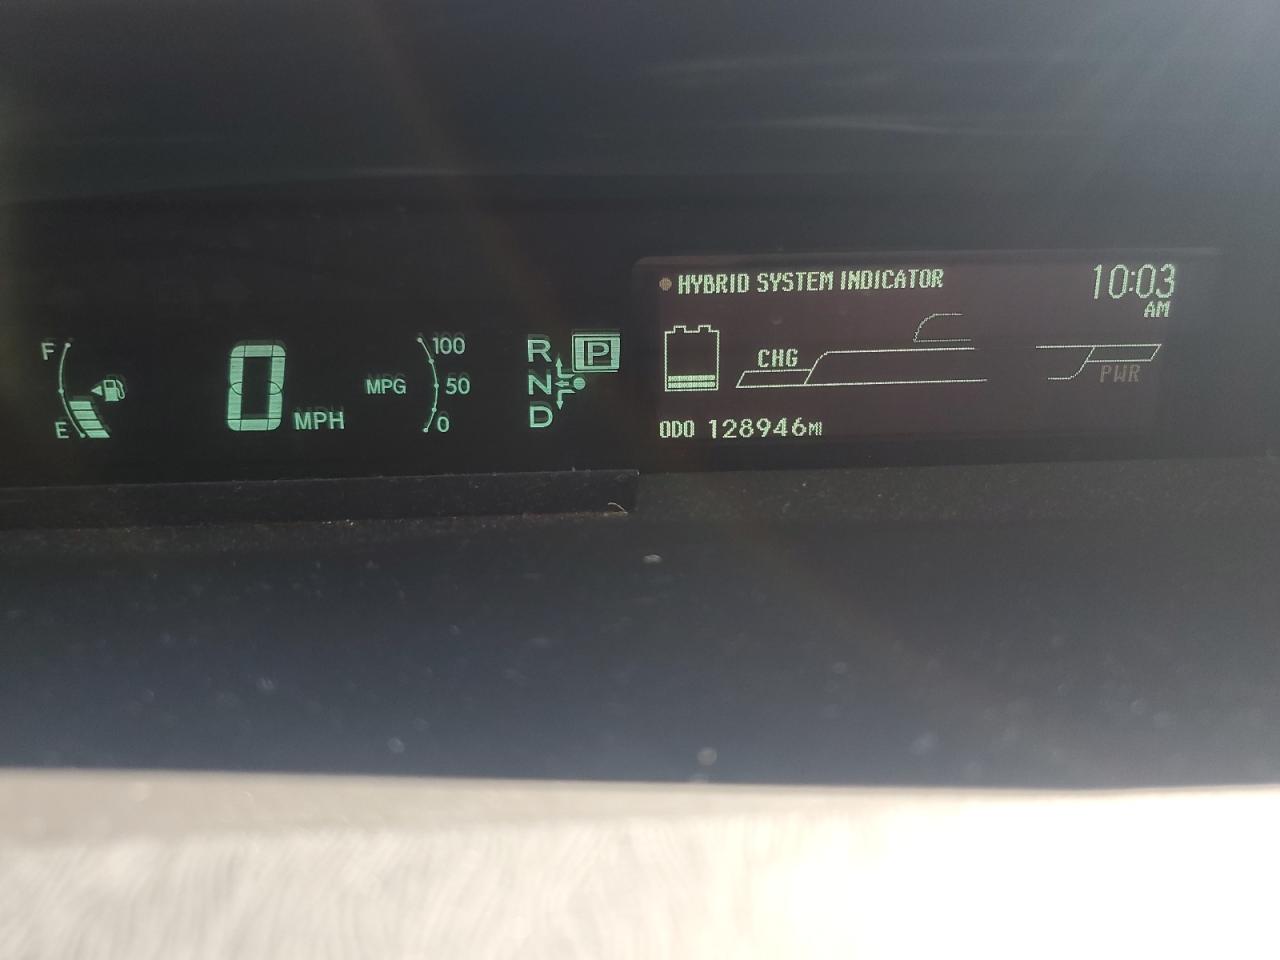 HYBRID SYSTEM INDICATOR
10:03
AM
F
E
0
MPH
MPG
100
50
0
R
P
N
D
CHG
PWR
ODO 128946MI